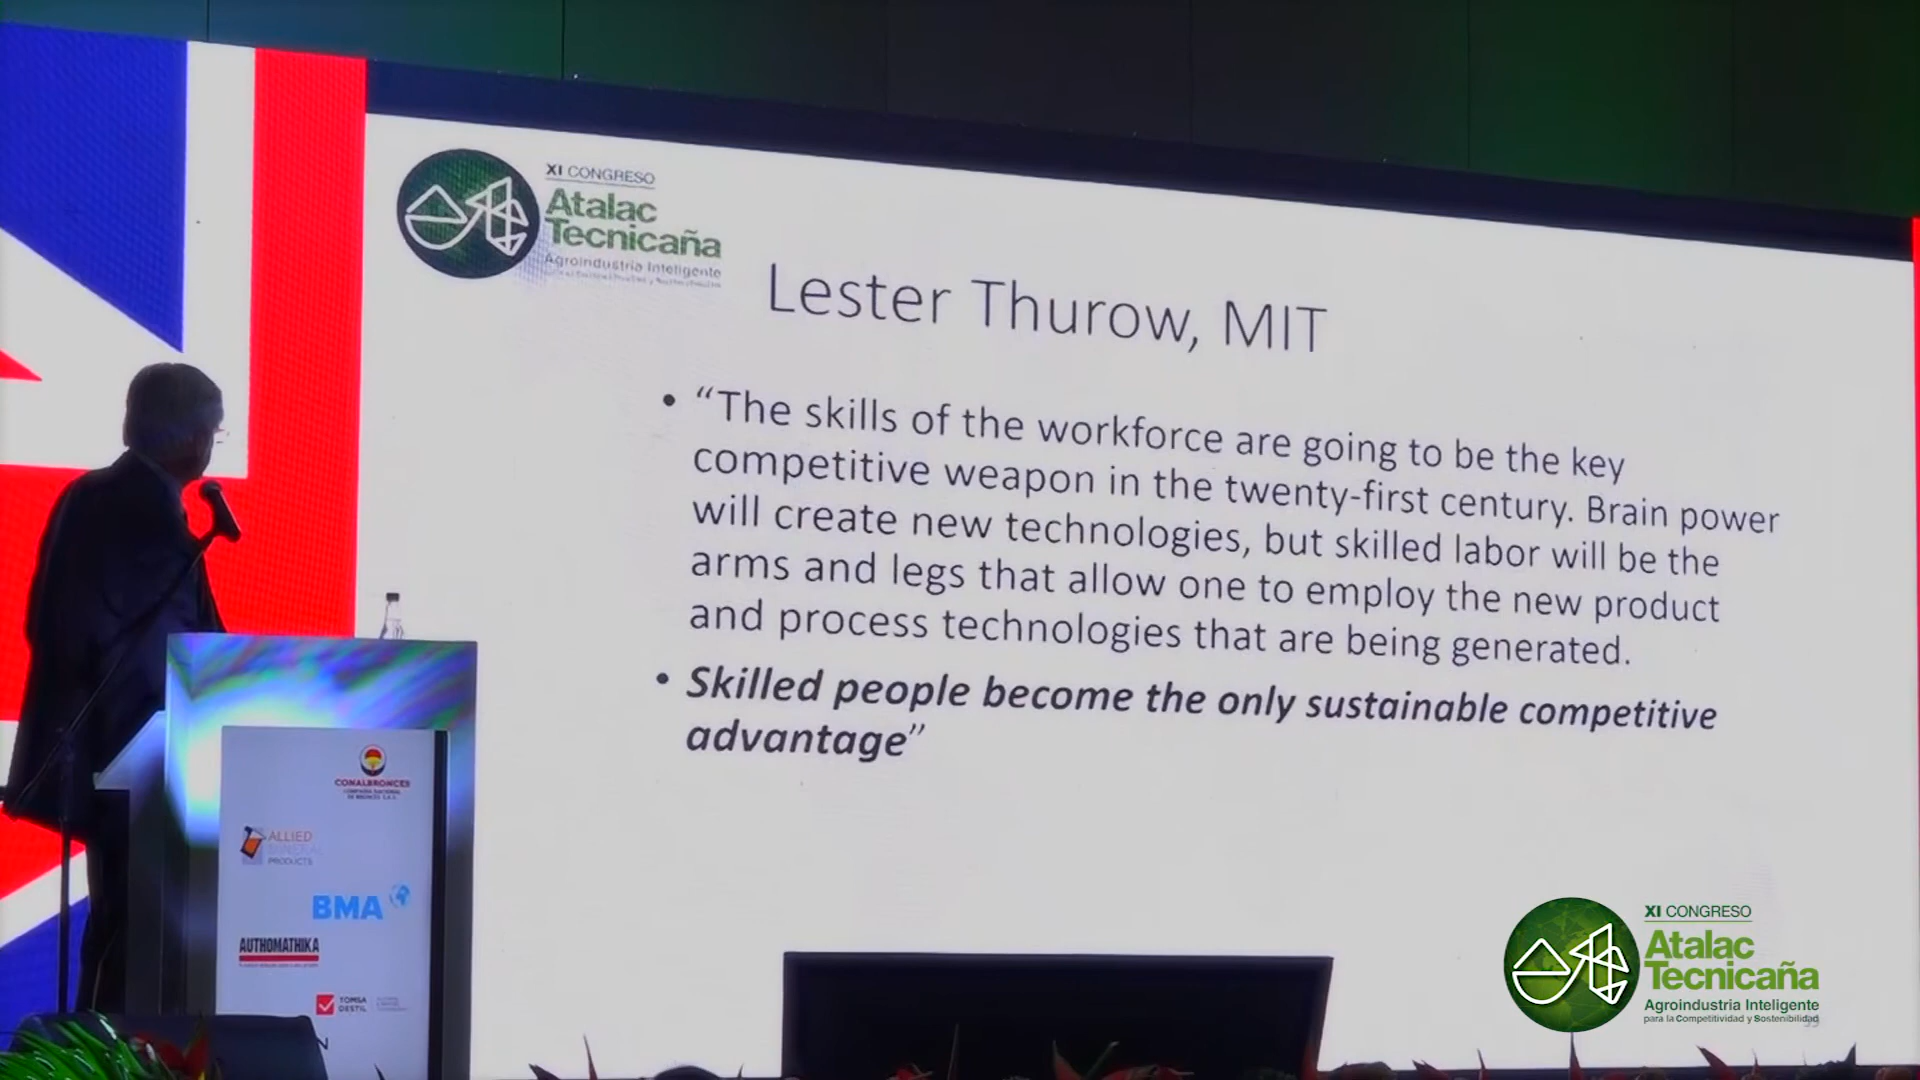 XI CONGRESO
Atalac
Tecnicaña
Agroindustria Inteligente
Lester Thurow, MIT
• “The skills of the workforce are going to be the key
competitive weapon in the twenty-first century. Brain power
will create new technologies, but skilled labor will be the
arms and legs that allow one to employ the new product
and process technologies that are being generated.
• Skilled people become the only sustainable competitive
advantage”
CONALBRONCES
ALLIED
PRODUCTS
BMA
AUTHOMATHIKA
TOMSA
DESTIL
N
XI CONGRESO
Atalac
Tecnicaña
Agroindustria Inteligente
para la Competitividad y Sostenibilidad